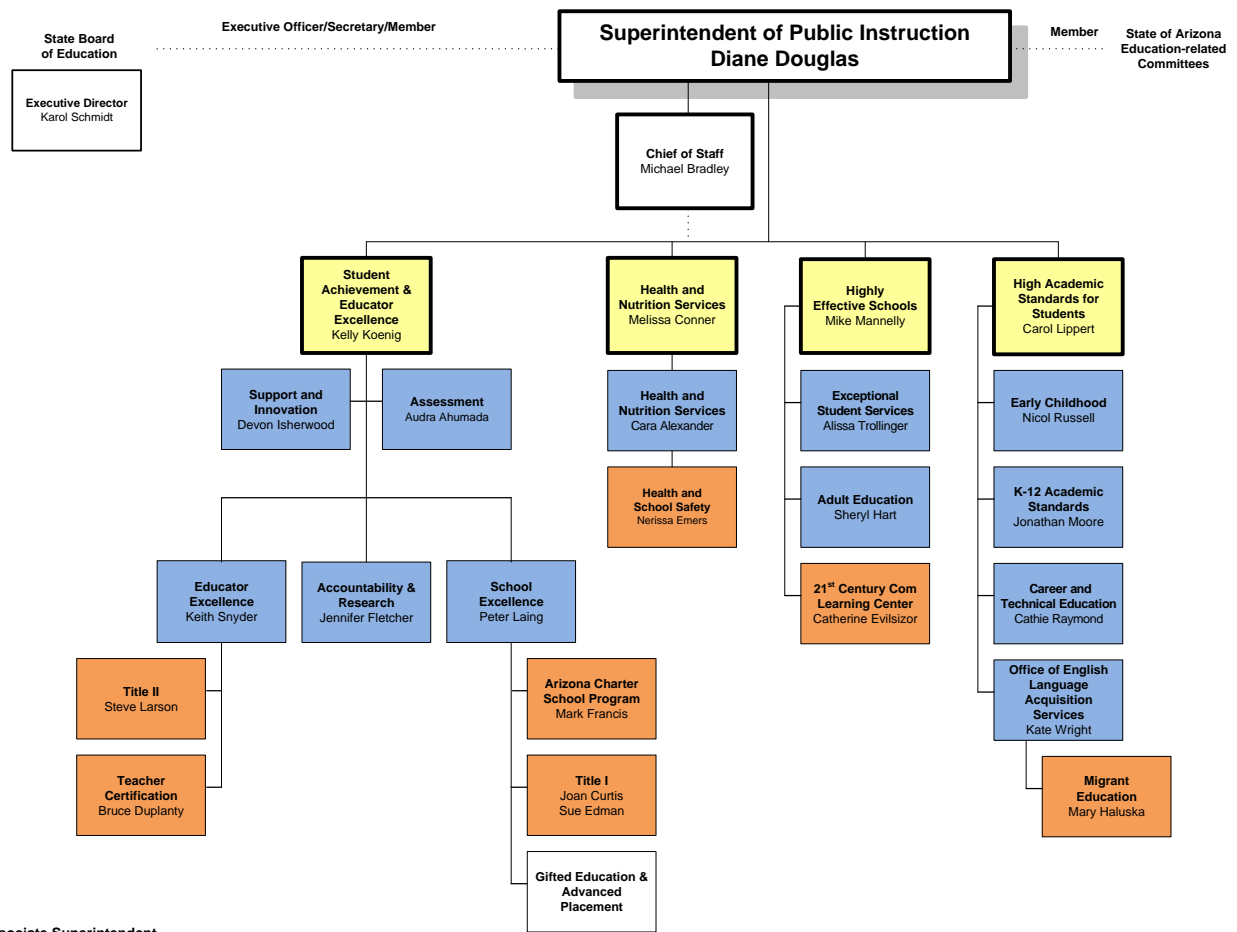 Executive Officer/Secretary/Member
State Board
of Education
Superintendent of Public Instruction
Diane Douglas
Member
State of Arizona
Education-related
Committees
Executive Director
Karol Schmidt
Chief of Staff
Michael Bradley
Student
Achievement &
Educator
Excellence
Kelly Koenig
Health and
Nutrition Services
Melissa Conner
Highly
Effective Schools
Mike Mannelly
High Academic
Standards for
Students
Carol Lippert
Support and
Innovation
Devon Isherwood
Assessment
Audra Ahumada
Health and
Nutrition Services
Cara Alexander
Exceptional
Student Services
Alissa Trollinger
Early Childhood
Nicol Russell
Health and
School Safety
Nerissa Emers
Adult Education
Sheryl Hart
K-12 Academic
Standards
Jonathan Moore
Educator
Excellence
Keith Snyder
Accountability &
Research
Jennifer Fletcher
School
Excellence
Peter Laing
21st Century Com
Learning Center
Catherine Evilsizor
Career and
Technical Education
Cathie Raymond
Title II
Steve Larson
Arizona Charter
School Program
Mark Francis
Office of English
Language
Acquisition
Services
Kate Wright
Teacher
Certification
Bruce Duplanty
Title I
Joan Curtis
Sue Edman
Migrant
Education
Mary Haluska
Gifted Education &
Advanced
Placement